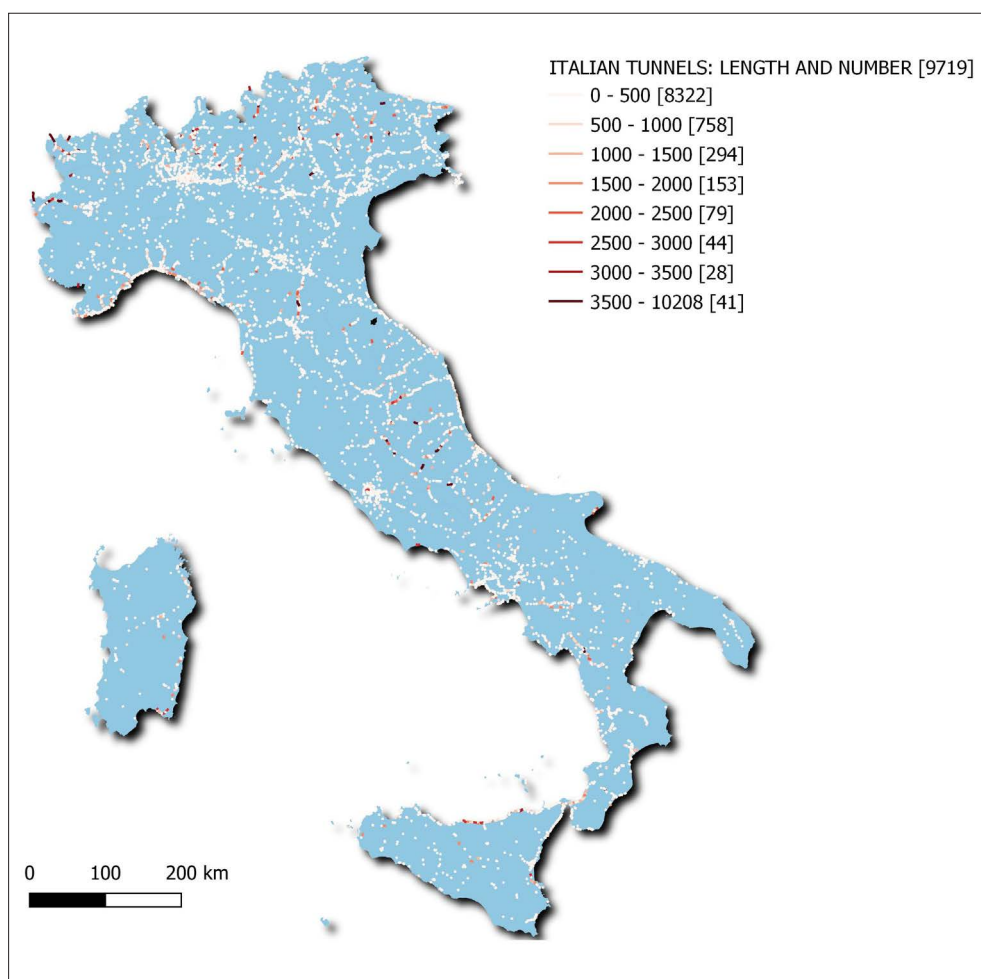 ITALIAN TUNNELS: LENGTH AND NUMBER [9719]
0 - 500 [8322]
500 - 1000 [758]
1000 - 1500 [294]
1500 - 2000 [153]
2000 - 2500 [79]
2500 - 3000 [44]
3000 - 3500 [28]
3500 - 10208 [41]
0 100 200 km